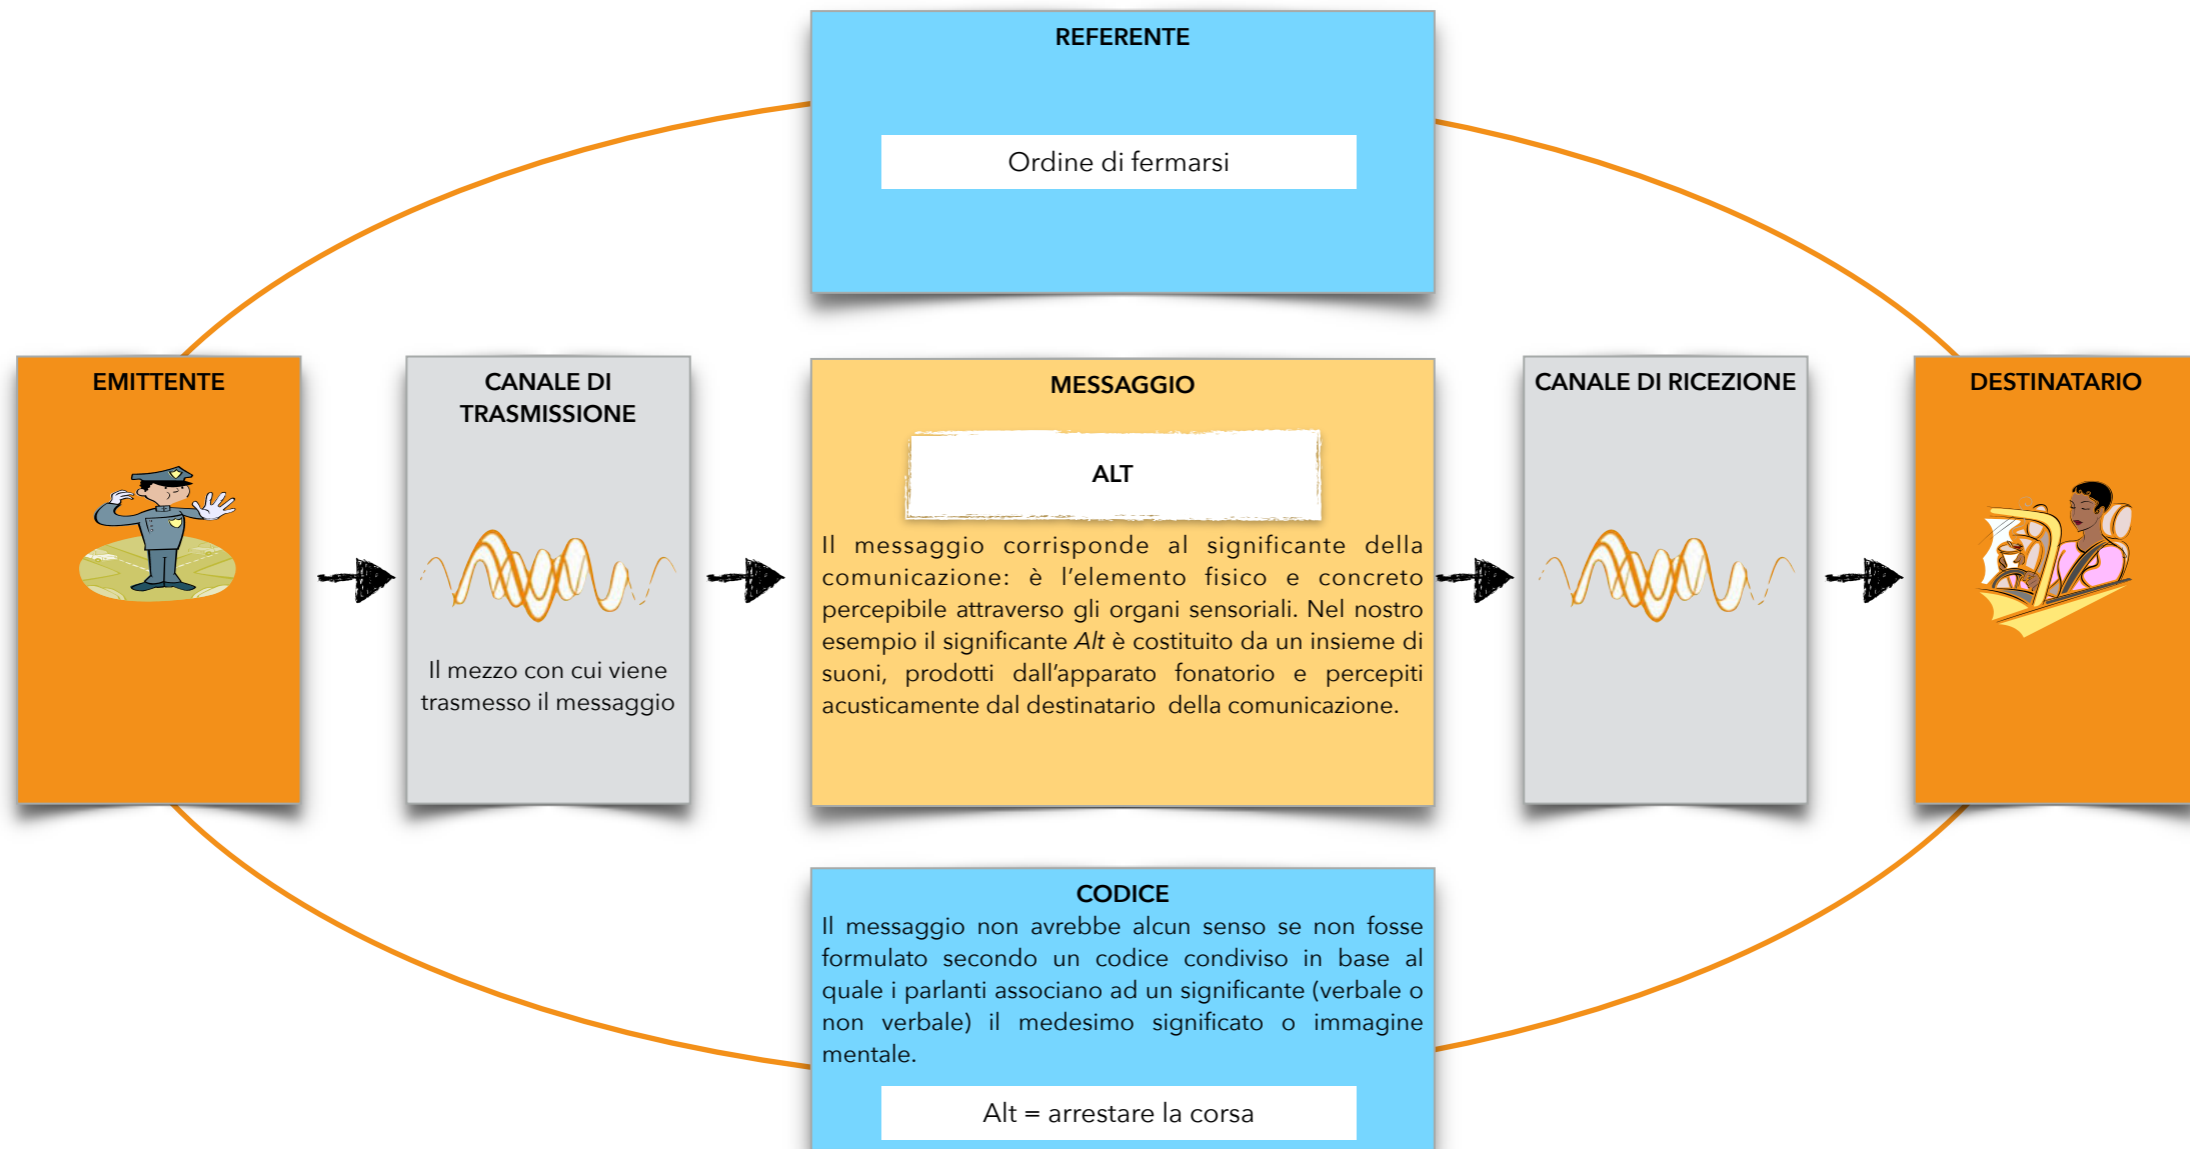 REFERENTE
Ordine di fermarsi
EMITTENTE
CANALE DI
TRASMISSIONE
Il mezzo con cui viene
trasmesso il messaggio
MESSAGGIO
ALT
Il messaggio corrisponde al significante della
comunicazione: è l'elemento fisico e concreto
percepibile attraverso gli organi sensoriali. Nel nostro
esempio il significante Alt è costituito da un insieme di
suoni, prodotti dall'apparato fonatorio e percepiti
acusticamente dal destinatario della comunicazione.
CANALE DI RICEZIONE
DESTINATARIO
CODICE
Il messaggio non avrebbe alcun senso se non fosse
formulato secondo un codice condiviso in base al
quale i parlanti associano ad un significante (verbale o
non verbale) il medesimo significato o immagine
mentale.
Alt = arrestare la corsa